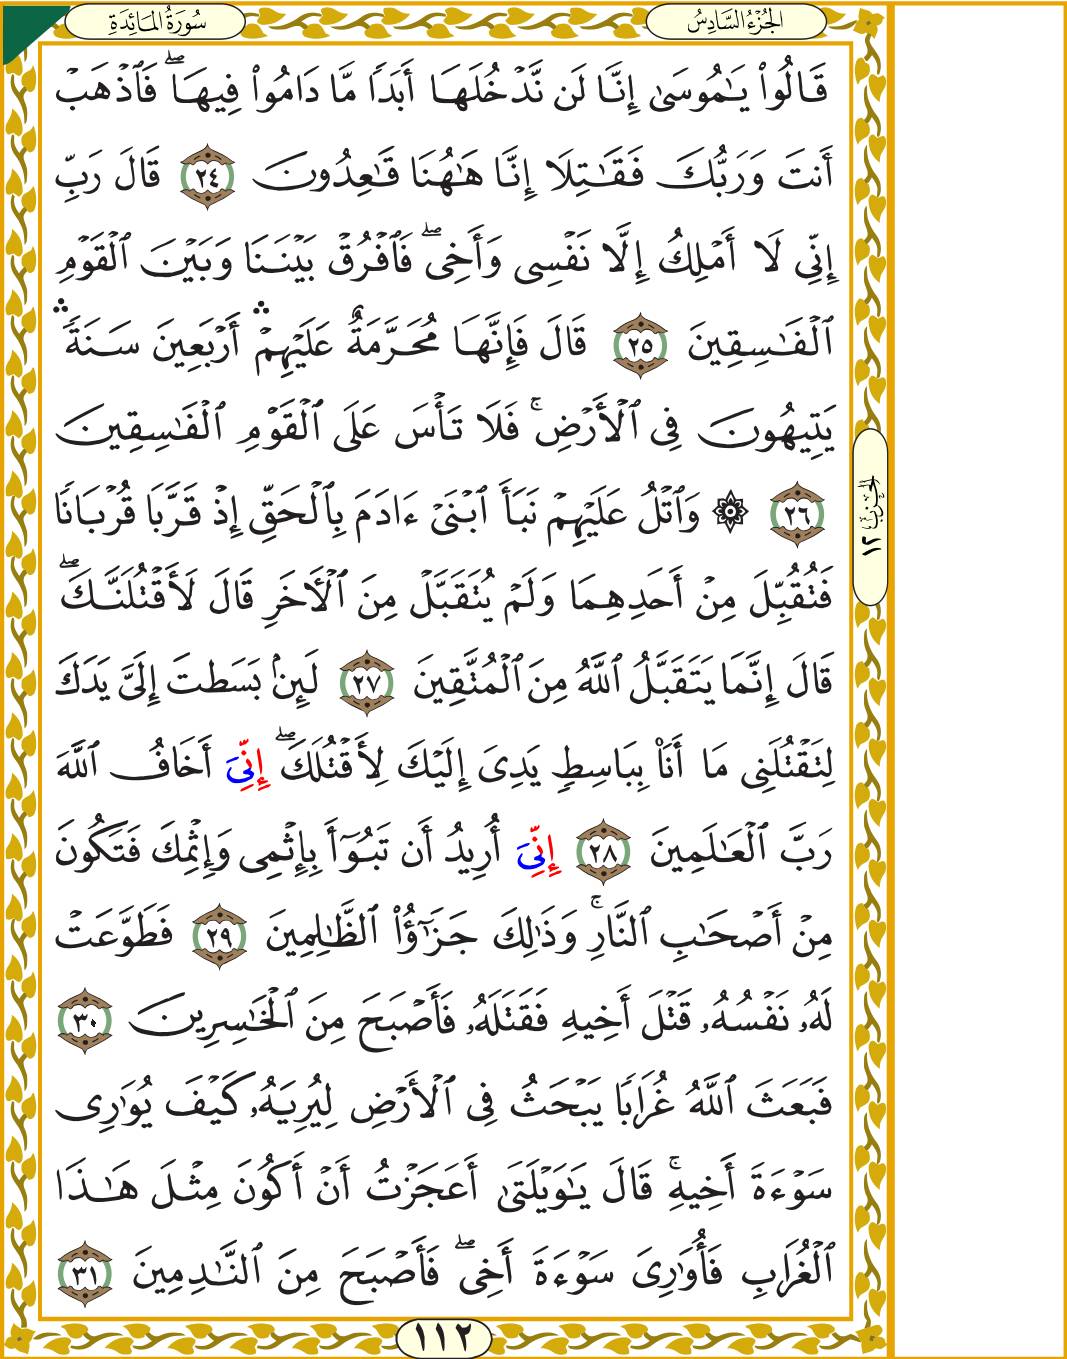 سُورَةُ المَائِدَةِ
الجُزْءُ السَّادِسُ
قَالُوا۟ يَـٰمُوسَىٰٓ إِنَّا لَن نَّدْخُلَهَآ أَبَدًا مَّا دَامُوا۟ فِيهَا ۖ فَٱذْهَبْ
أَنتَ وَرَبُّكَ فَقَـٰتِلَآ إِنَّا هَـٰهُنَا قَـٰعِدُونَ ٢٤ قَالَ رَبِّ
إِنِّى لَآ أَمْلِكُ إِلَّا نَفْسِى وَأَخِى ۖ فَٱفْرُقْ بَيْنَنَا وَبَيْنَ ٱلْقَوْمِ
ٱلْفَـٰسِقِينَ ٢٥ قَالَ فَإِنَّهَا مُحَرَّمَةٌ عَلَيْهِمْ ۛ أَرْبَعِينَ سَنَةً ۛ
يَتِيهُونَ فِى ٱلْأَرْضِ ۚ فَلَا تَأْسَ عَلَى ٱلْقَوْمِ ٱلْفَـٰسِقِينَ
٢٦ ۞ وَٱتْلُ عَلَيْهِمْ نَبَأَ ٱبْنَىْ ءَادَمَ بِٱلْحَقِّ إِذْ قَرَّبَا قُرْبَانًا
فَتُقُبِّلَ مِنْ أَحَدِهِمَا وَلَمْ يُتَقَبَّلْ مِنَ ٱلْـَٔاخَرِ قَالَ لَأَقْتُلَنَّكَ ۖ
قَالَ إِنَّمَا يَتَقَبَّلُ ٱللَّهُ مِنَ ٱلْمُتَّقِينَ ٢٧ لَئِنۢ بَسَطتَ إِلَىَّ يَدَكَ
لِتَقْتُلَنِى مَآ أَنَا۠ بِبَاسِطٍ يَدِىَ إِلَيْكَ لِأَقْتُلَكَ ۖ إِنِّىَ أَخَافُ ٱللَّهَ
رَبَّ ٱلْعَـٰلَمِينَ ٢٨ إِنِّىَ أُرِيدُ أَن تَبُوٓأَ بِإِثْمِى وَإِثْمِكَ فَتَكُونَ
مِنْ أَصْحَـٰبِ ٱلنَّارِ ۚ وَذَٰلِكَ جَزَٰٓؤُا۟ ٱلظَّـٰلِمِينَ ٢٩ فَطَوَّعَتْ
لَهُۥ نَفْسُهُۥ قَتْلَ أَخِيهِ فَقَتَلَهُۥ فَأَصْبَحَ مِنَ ٱلْخَـٰسِرِينَ ٣٠
فَبَعَثَ ٱللَّهُ غُرَابًا يَبْحَثُ فِى ٱلْأَرْضِ لِيُرِيَهُۥ كَيْفَ يُوَٰرِى
سَوْءَةَ أَخِيهِ ۚ قَالَ يَـٰوَيْلَتَىٰٓ أَعَجَزْتُ أَنْ أَكُونَ مِثْلَ هَـٰذَا
ٱلْغُرَابِ فَأُوَٰرِىَ سَوْءَةَ أَخِى ۖ فَأَصْبَحَ مِنَ ٱلنَّـٰدِمِينَ ٣١
الحِزْبُ ١٢
١١٢